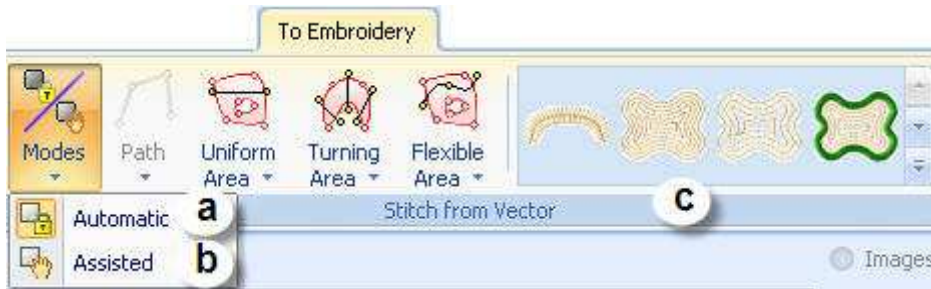 To Embroidery
Modes
Path
Uniform
Area
Turning
Area
Flexible
Area
Stitch from Vector
c
Automatic a
Assisted b
Images